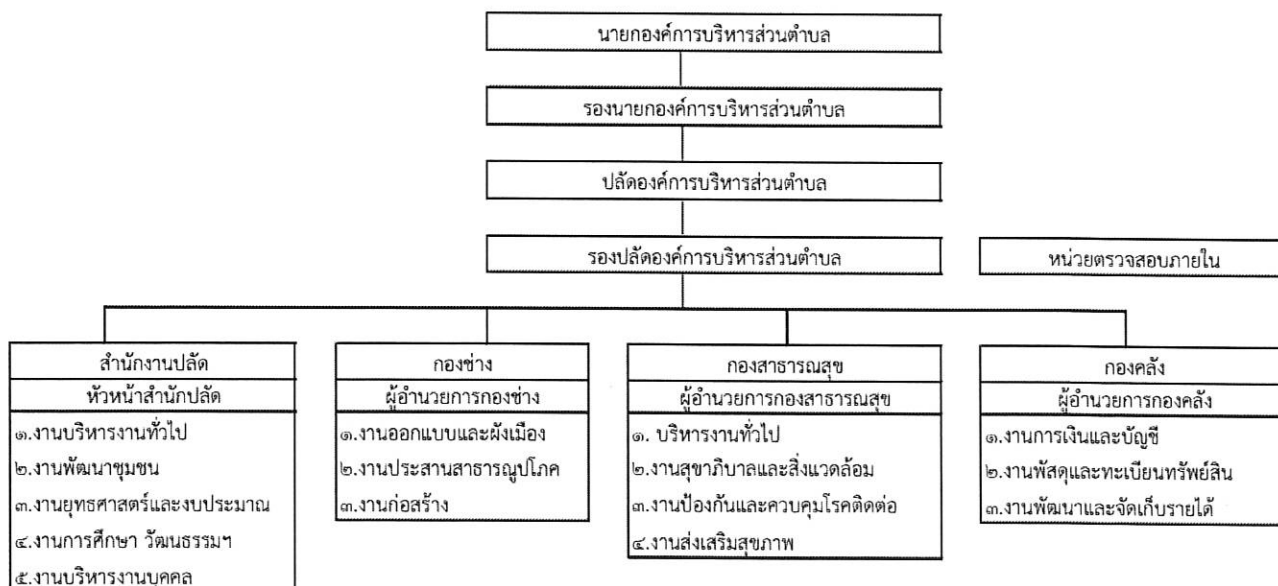 นายกองค์การบริหารส่วนตำบล
รองนายกองค์การบริหารส่วนตำบล
ปลัดองค์การบริหารส่วนตำบล
รองปลัดองค์การบริหารส่วนตำบล
หน่วยตรวจสอบภายใน
สำนักงานปลัด
หัวหน้าสำนักปลัด
๑.งานบริหารงานทั่วไป
๒.งานพัฒนาชุมชน
๓.งานยุทธศาสตร์และงบประมาณ
๔.งานการศึกษา วัฒนธรรมฯ
๕.งานบริหารงานบุคคล
กองช่าง
ผู้อำนวยการกองช่าง
๑.งานออกแบบและผังเมือง
๒.งานประสานสาธารณูปโภค
๓.งานก่อสร้าง
กองสาธารณสุข
ผู้อำนวยการกองสาธารณสุข
๑. บริหารงานทั่วไป
๒.งานสุขาภิบาลและสิ่งแวดล้อม
๓.งานป้องกันและควบคุมโรคติดต่อ
๔.งานส่งเสริมสุขภาพ
กองคลัง
ผู้อำนวยการกองคลัง
๑.งานการเงินและบัญชี
๒.งานพัสดุและทะเบียนทรัพย์สิน
๓.งานพัฒนาและจัดเก็บรายได้